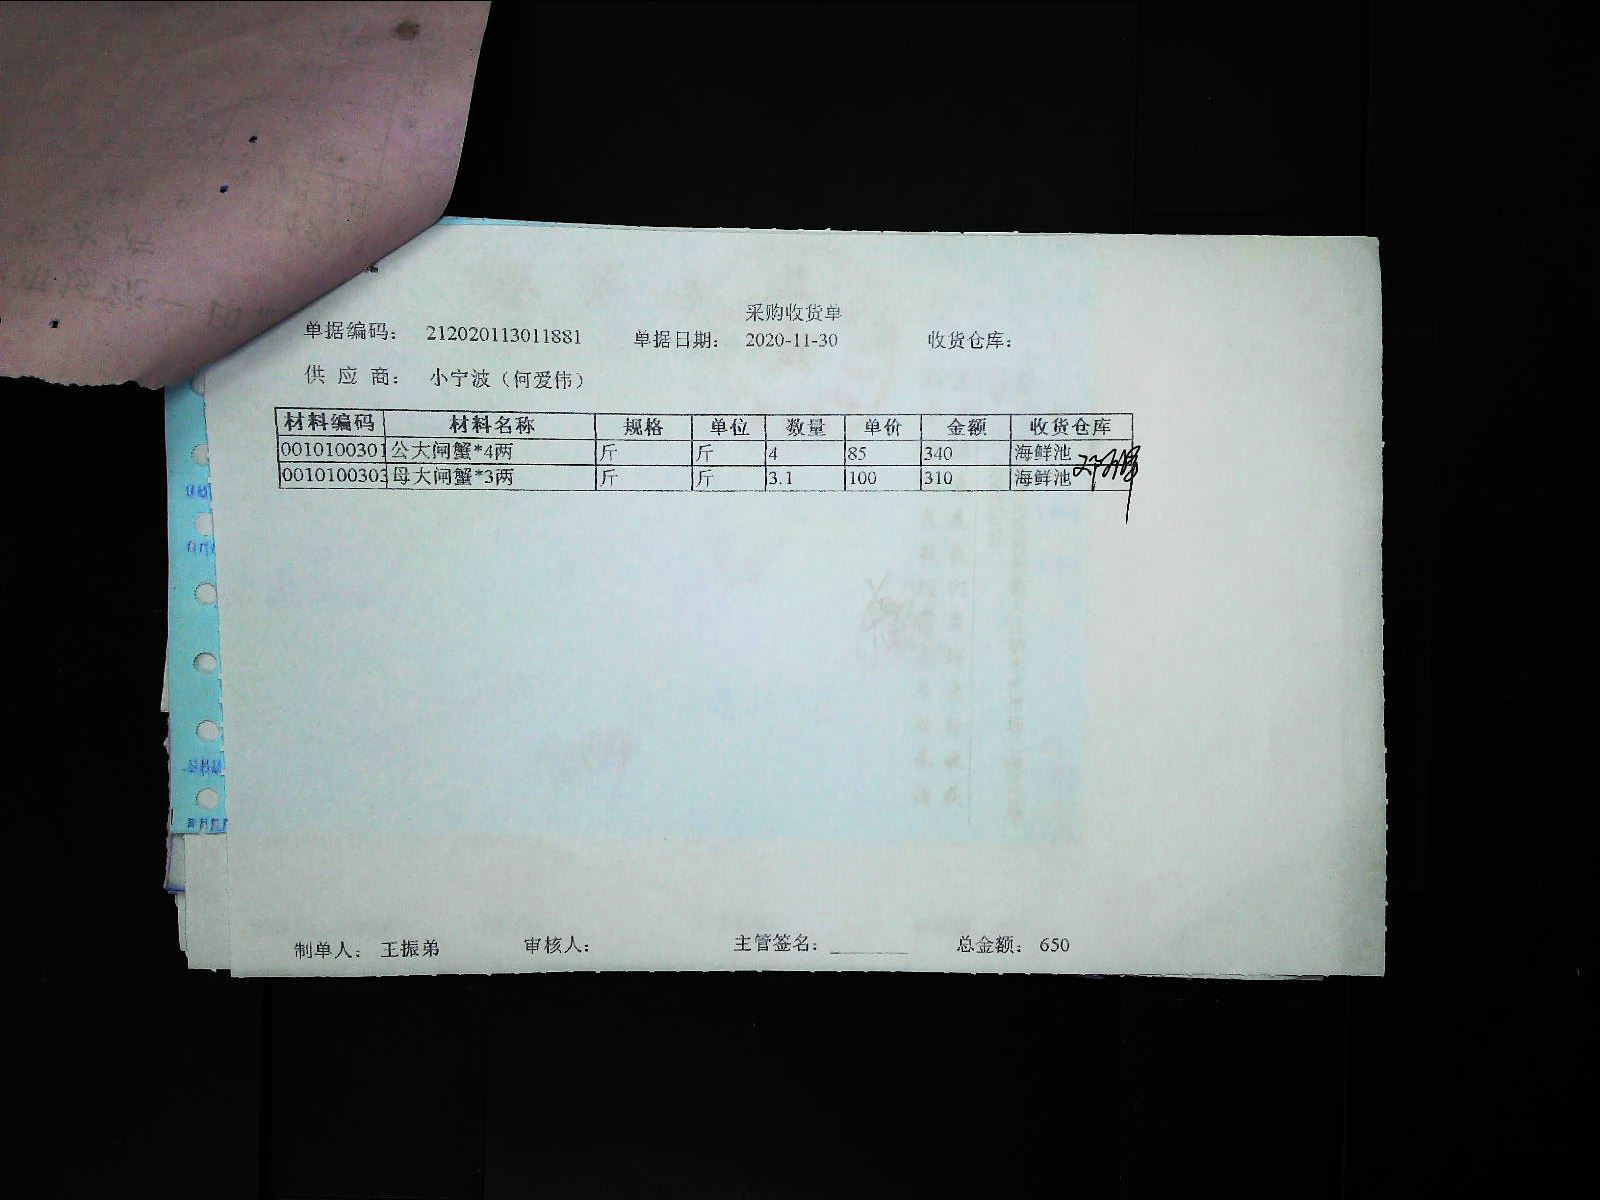 采购收货单
单据编码： 212020113011881 单据日期： 2020-11-30 收货仓库：
供 应 商： 小宁波（何爱伟）
材料编码 材料名称 规格 单位 数量 单价 金额 收货仓库
0010100301 公大闸蟹*4两 斤 斤 4 85 340 海鲜池
0010100303 母大闸蟹*3两 斤 斤 3.1 100 310 海鲜池
制单人： 王振弟 审核人： 主管签名： 总金额： 650